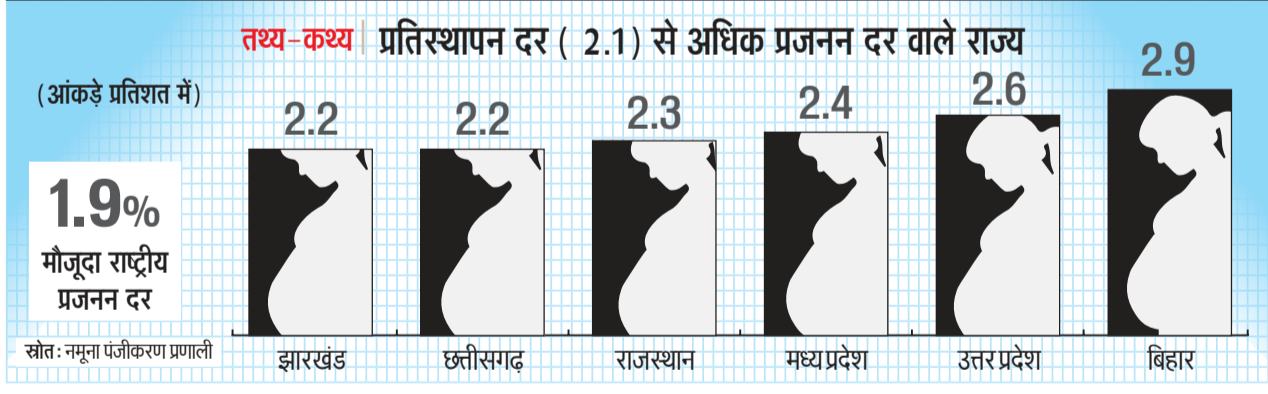 तथ्य-कथ्य | प्रतिस्थापन दर ( 2.1) से अधिक प्रजनन दर वाले राज्य
(आंकड़े प्रतिशत में)
2.2 2.2 2.3 2.4 2.6 2.9
1.9%
मौजूदा राष्ट्रीय
प्रजनन दर
स्रोत : नमूना पंजीकरण प्रणाली
झारखंड छत्तीसगढ़ राजस्थान मध्य प्रदेश उत्तर प्रदेश बिहार